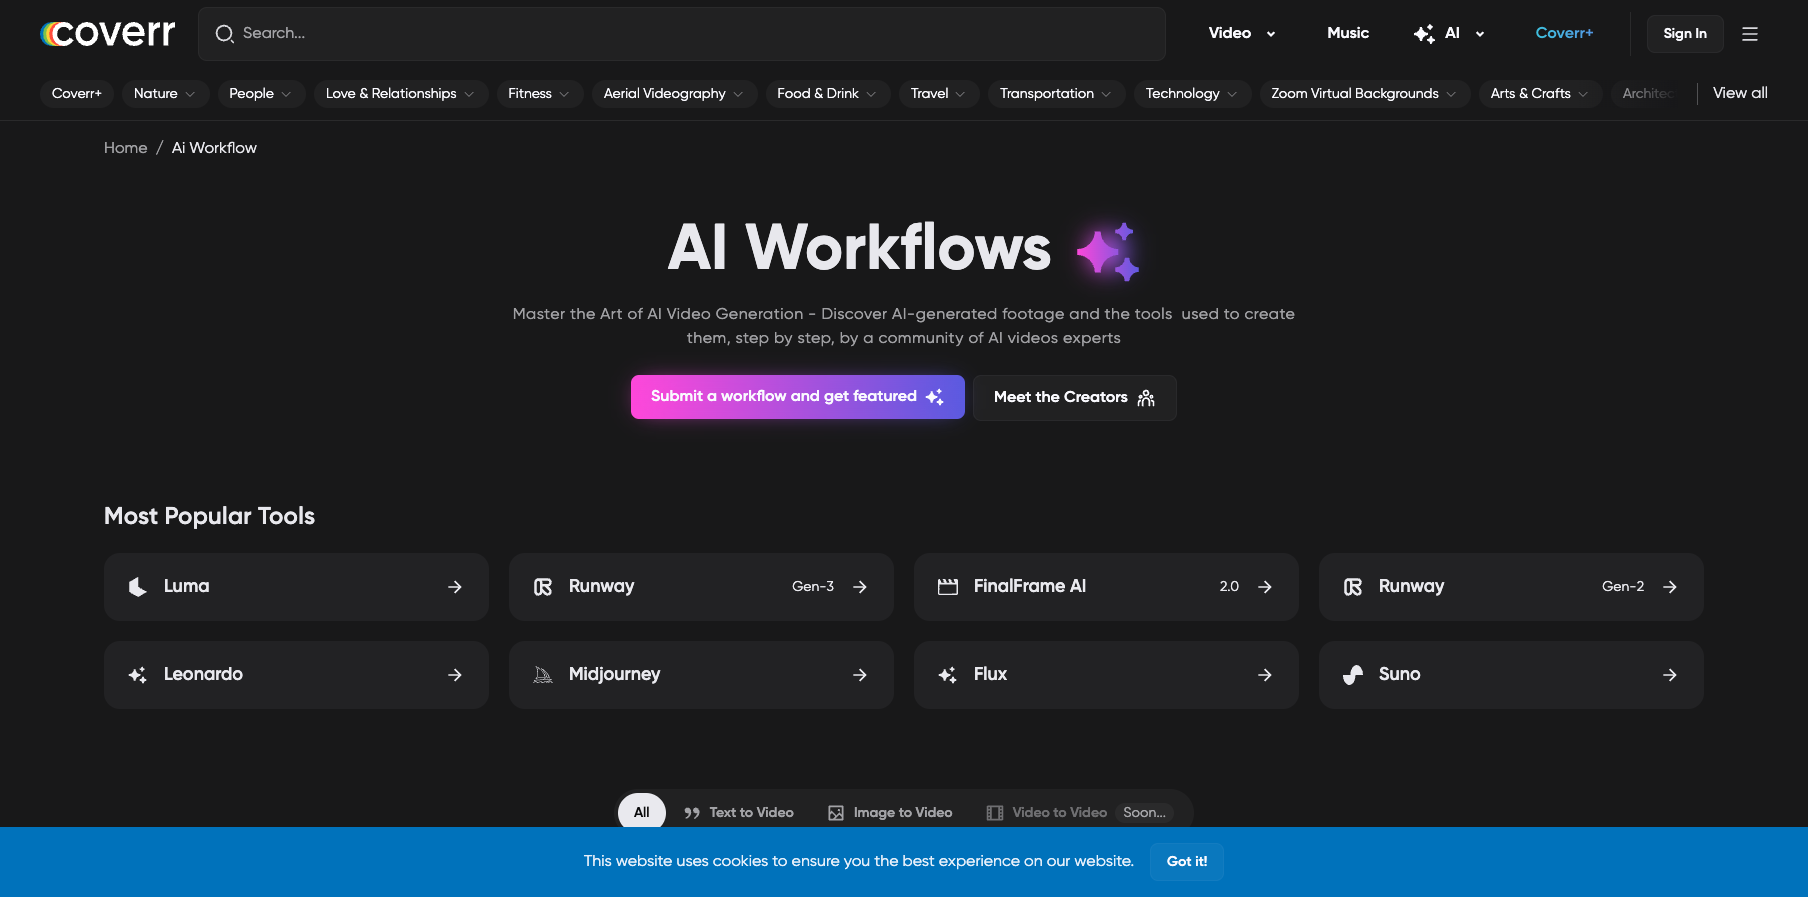 coverr
Search...
Video
Music
AI
Coverr+
Sign In
Coverr+
Nature
People
Love & Relationships
Fitness
Aerial Videography
Food & Drink
Travel
Transportation
Technology
Zoom Virtual Backgrounds
Arts & Crafts
View all
Home / Ai Workflow
AI Workflows
Master the Art of AI Video Generation - Discover AI-generated footage and the tools used to create
them, step by step, by a community of AI videos experts
Submit a workflow and get featured
Meet the Creators
Most Popular Tools
Luma
Runway Gen-3
FinalFrame AI 2.0
Runway Gen-2
Leonardo
Midjourney
Flux
Suno
All
Text to Video
Image to Video
Video to Video Soon...
This website uses cookies to ensure you the best experience on our website.
Got it!